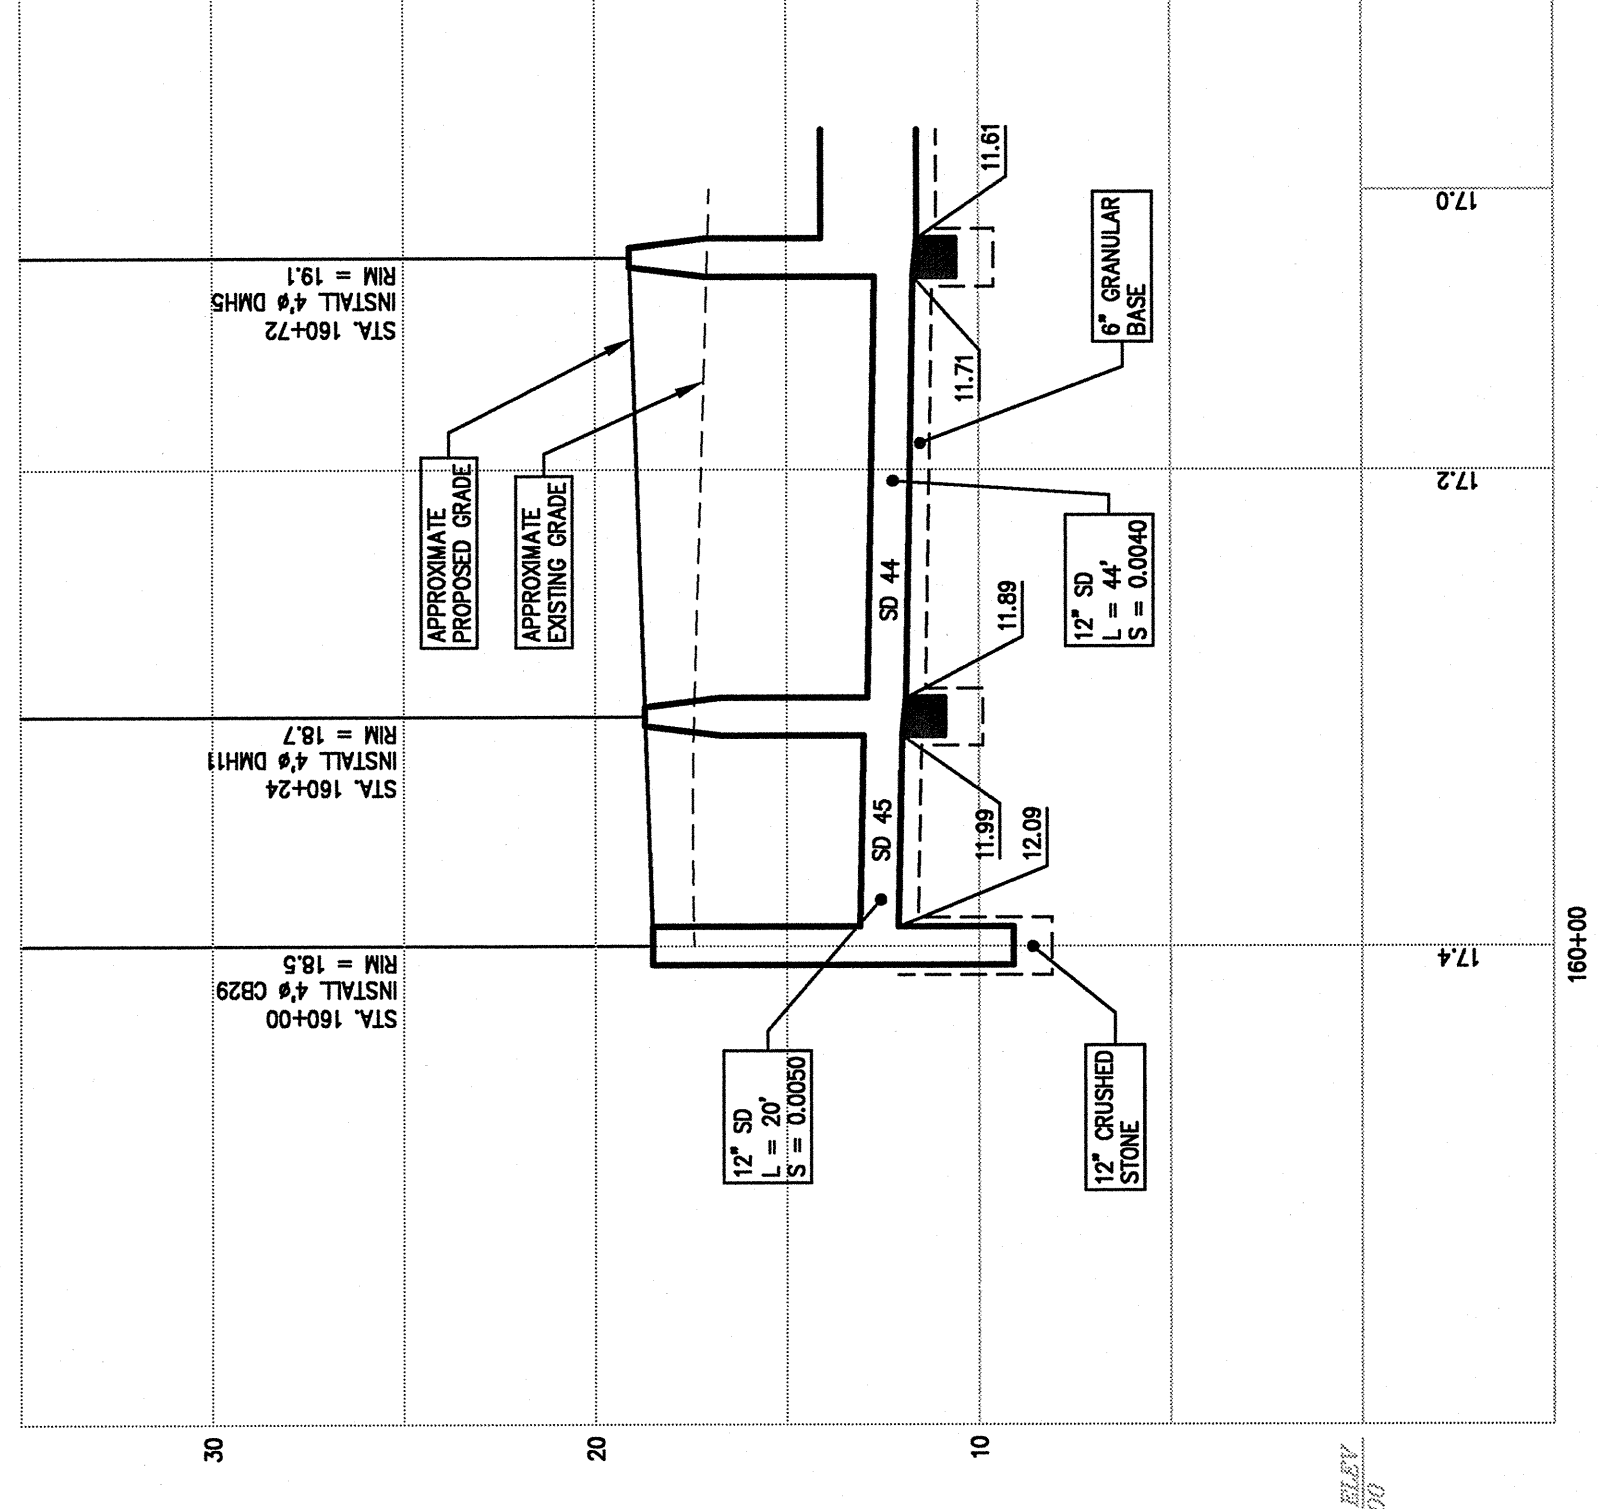 STA. 160+00
INSTALL 4'ø CB29
RIM = 18.5
STA. 160+24
INSTALL 4'ø DMH11
RIM = 18.7
STA. 160+72
INSTALL 4'ø DMH5
RIM = 19.1
30
20
10
APPROXIMATE
PROPOSED GRADE
APPROXIMATE
EXISTING GRADE
12" SD
L = 20'
S = 0.0050
SD 45
SD 44
12.09
11.99
11.89
11.71
11.61
12" CRUSHED
STONE
12" SD
L = 44'
S = 0.0040
6" GRANULAR
BASE
ELEV
17.4
17.2
17.0
160+00